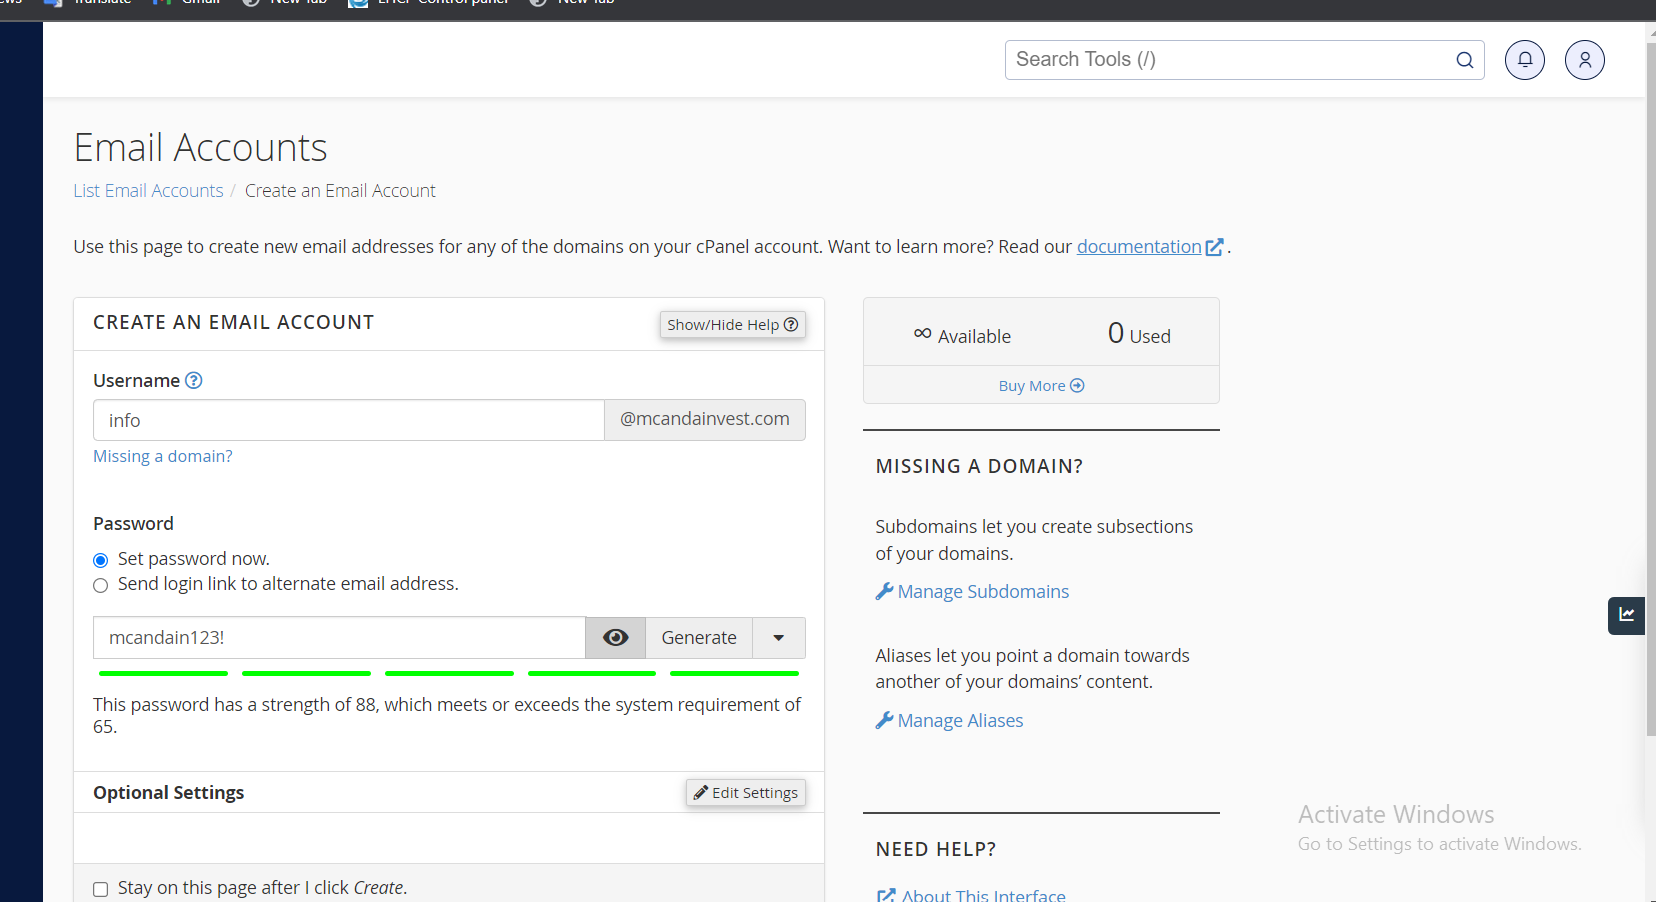 Translate
Gmail
New Tab
New Tab
Search Tools (/)
Email Accounts
List Email Accounts / Create an Email Account
Use this page to create new email addresses for any of the domains on your cPanel account. Want to learn more? Read our documentation .
CREATE AN EMAIL ACCOUNT
Show/Hide Help
Username
info
@mcandainvest.com
Missing a domain?
Password
Set password now.
Send login link to alternate email address.
mcandain123!
Generate
This password has a strength of 88, which meets or exceeds the system requirement of
65.
Optional Settings
Edit Settings
Stay on this page after I click Create.
∞ Available
0 Used
Buy More
MISSING A DOMAIN?
Subdomains let you create subsections
of your domains.
Manage Subdomains
Aliases let you point a domain towards
another of your domains’ content.
Manage Aliases
NEED HELP?
About This Interface
Activate Windows
Go to Settings to activate Windows.